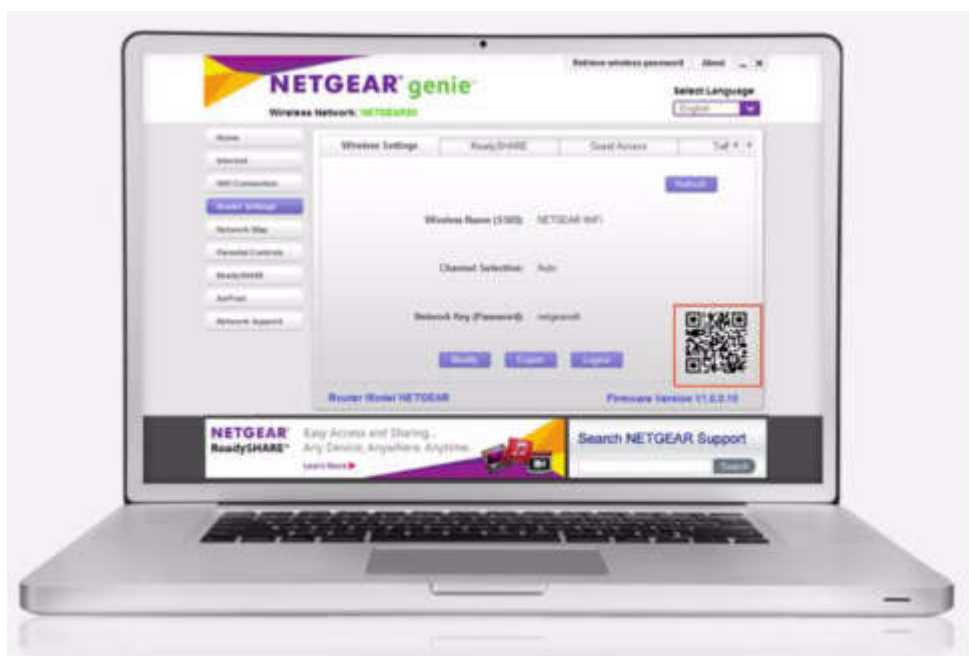 Retrieve wireless password About
NETGEAR® genie®
Select Language
English
Wireless Network: NETGEAR50
Home
Internet
WiFi Connection
Router Settings
Network Map
Parental Controls
ReadySHARE
AirPrint
Network Support
Wireless Settings ReadySHARE Guest Access Traf
Refresh
Wireless Name (SSID): NETGEAR WiFi
Channel Selection: Auto
Network Key (Password):
Modify Export Logout
Router Model NETGEAR Firmware Version V1.0.0.10
NETGEAR®
ReadySHARE®
Easy Access and Sharing...
Any Device, Anywhere, Anytime.
Learn More
Search NETGEAR Support
Search